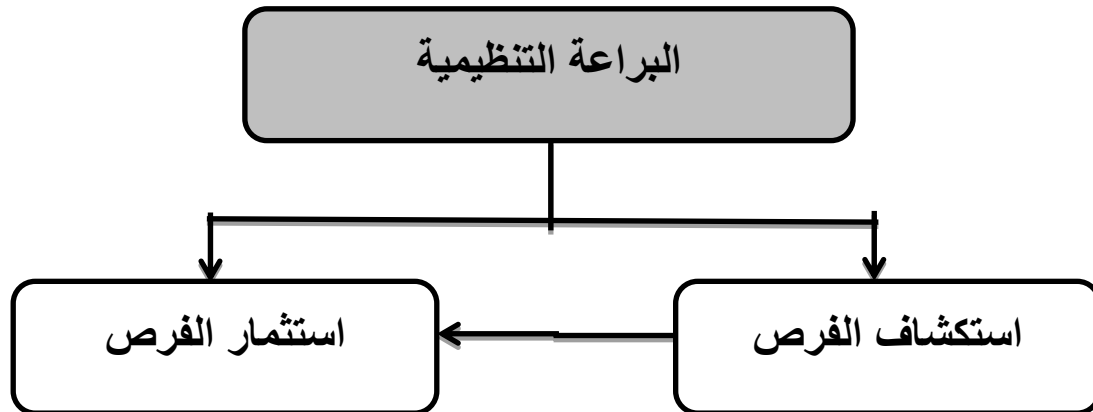 البراعة التنظيمية
استكشاف الفرص
استثمار الفرص